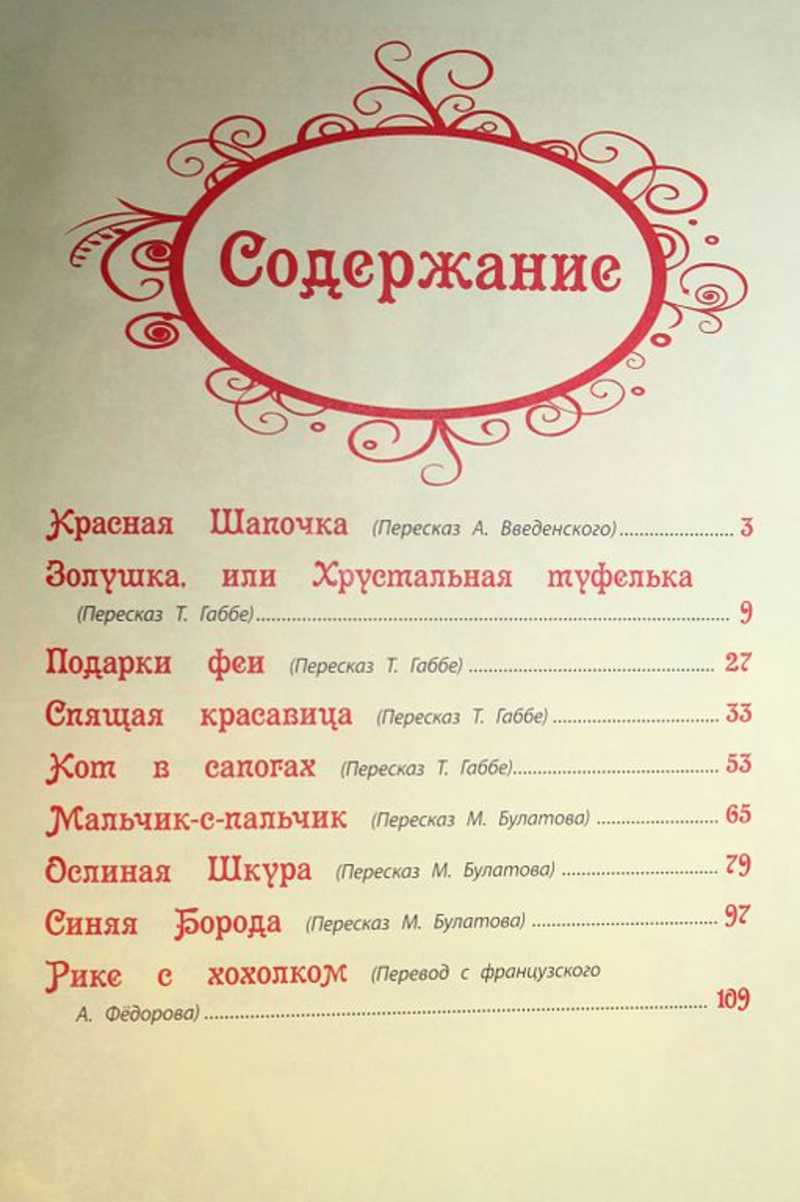 Содержание
Красная Шапочка (Пересказ А. Введенского)...................... 3
Золушка, или Хрустальная туфелька
(Пересказ Т. Габбе)........................................................................ 9
Подарки феи (Пересказ Т. Габбе) ........................................ 27
Спящая красавица (Пересказ Т. Габбе) ........................... 33
Кот в сапогах (Пересказ Т. Габбе).................................. 53
Мальчик-с-пальчик (Пересказ М. Булатова) .................... 65
Ослиная Шкура (Пересказ М. Булатова) ......................... 79
Синяя Борода (Пересказ М. Булатова) ............................... 97
Рике с хохолком (Перевод с французского
А. Фёдорова) ............................................................................ 109